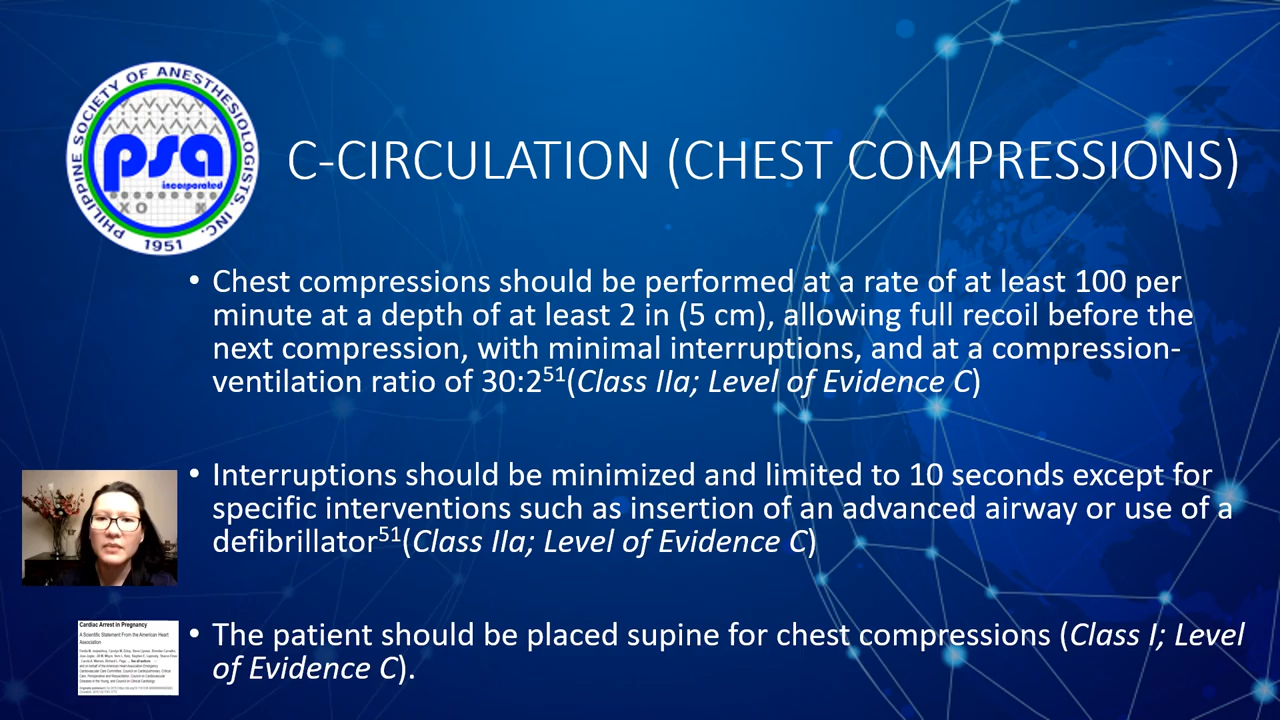 PHILIPPINE SOCIETY OF ANESTHESIOLOGISTS, INC.
psa
incorporated
XO X
1951
C-CIRCULATION (CHEST COMPRESSIONS)
• Chest compressions should be performed at a rate of at least 100 per
minute at a depth of at least 2 in (5 cm), allowing full recoil before the
next compression, with minimal interruptions, and at a compression-
ventilation ratio of 30:2⁵¹(Class IIa; Level of Evidence C)
• Interruptions should be minimized and limited to 10 seconds except for
specific interventions such as insertion of an advanced airway or use of a
defibrillator⁵¹(Class IIa; Level of Evidence C)
Cardiac Arrest in Pregnancy
A Scientific Statement From the American Heart
Association
• The patient should be placed supine for chest compressions (Class I; Level
of Evidence C).